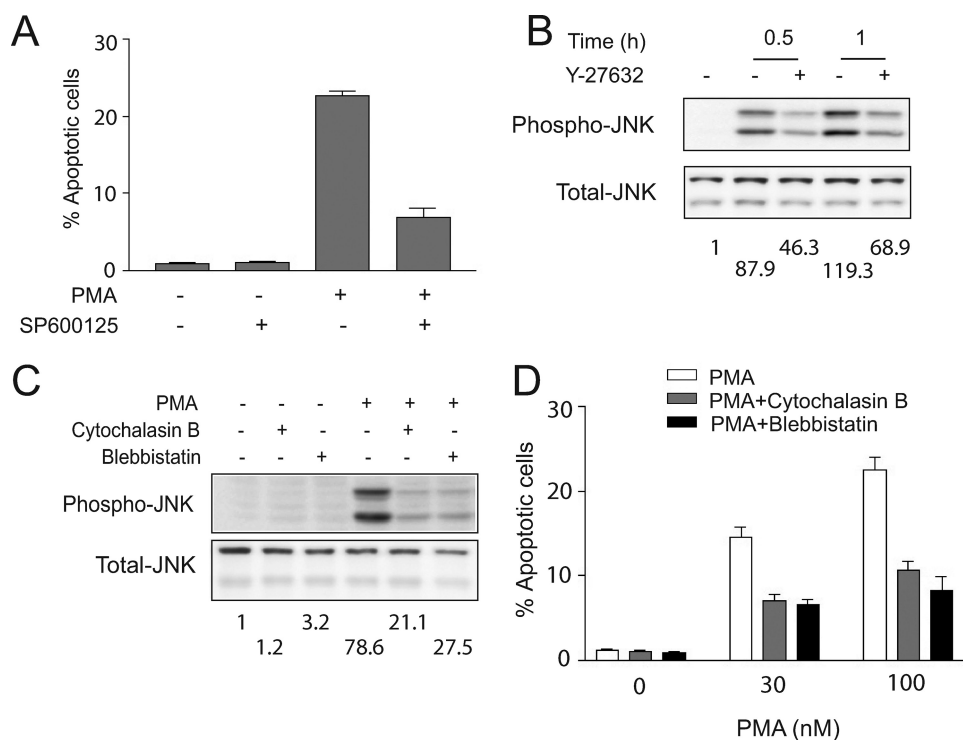 A
30
20
10
0
% Apoptotic cells
PMA - - + +
SP600125 - + - +
B
Time (h) 0.5 1
Y-27632 - - + - +
Phospho-JNK
Total-JNK
1 46.3 68.9
87.9 119.3
C
PMA - - - + + +
Cytochalasin B - + - - + -
Blebbistatin - - + - - +
Phospho-JNK
Total-JNK
1 3.2 21.1
1.2 78.6 27.5
D
PMA
PMA+Cytochalasin B
PMA+Blebbistatin
30
20
10
0
% Apoptotic cells
0 30 100
PMA (nM)